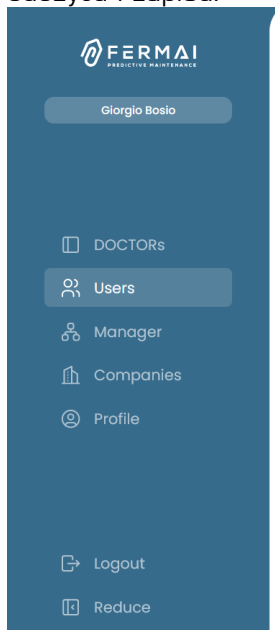 FERMAI
PREDICTIVE MAINTENANCE
Giorgio Bosio
DOCTORs
Users
Manager
Companies
Profile
Logout
Reduce